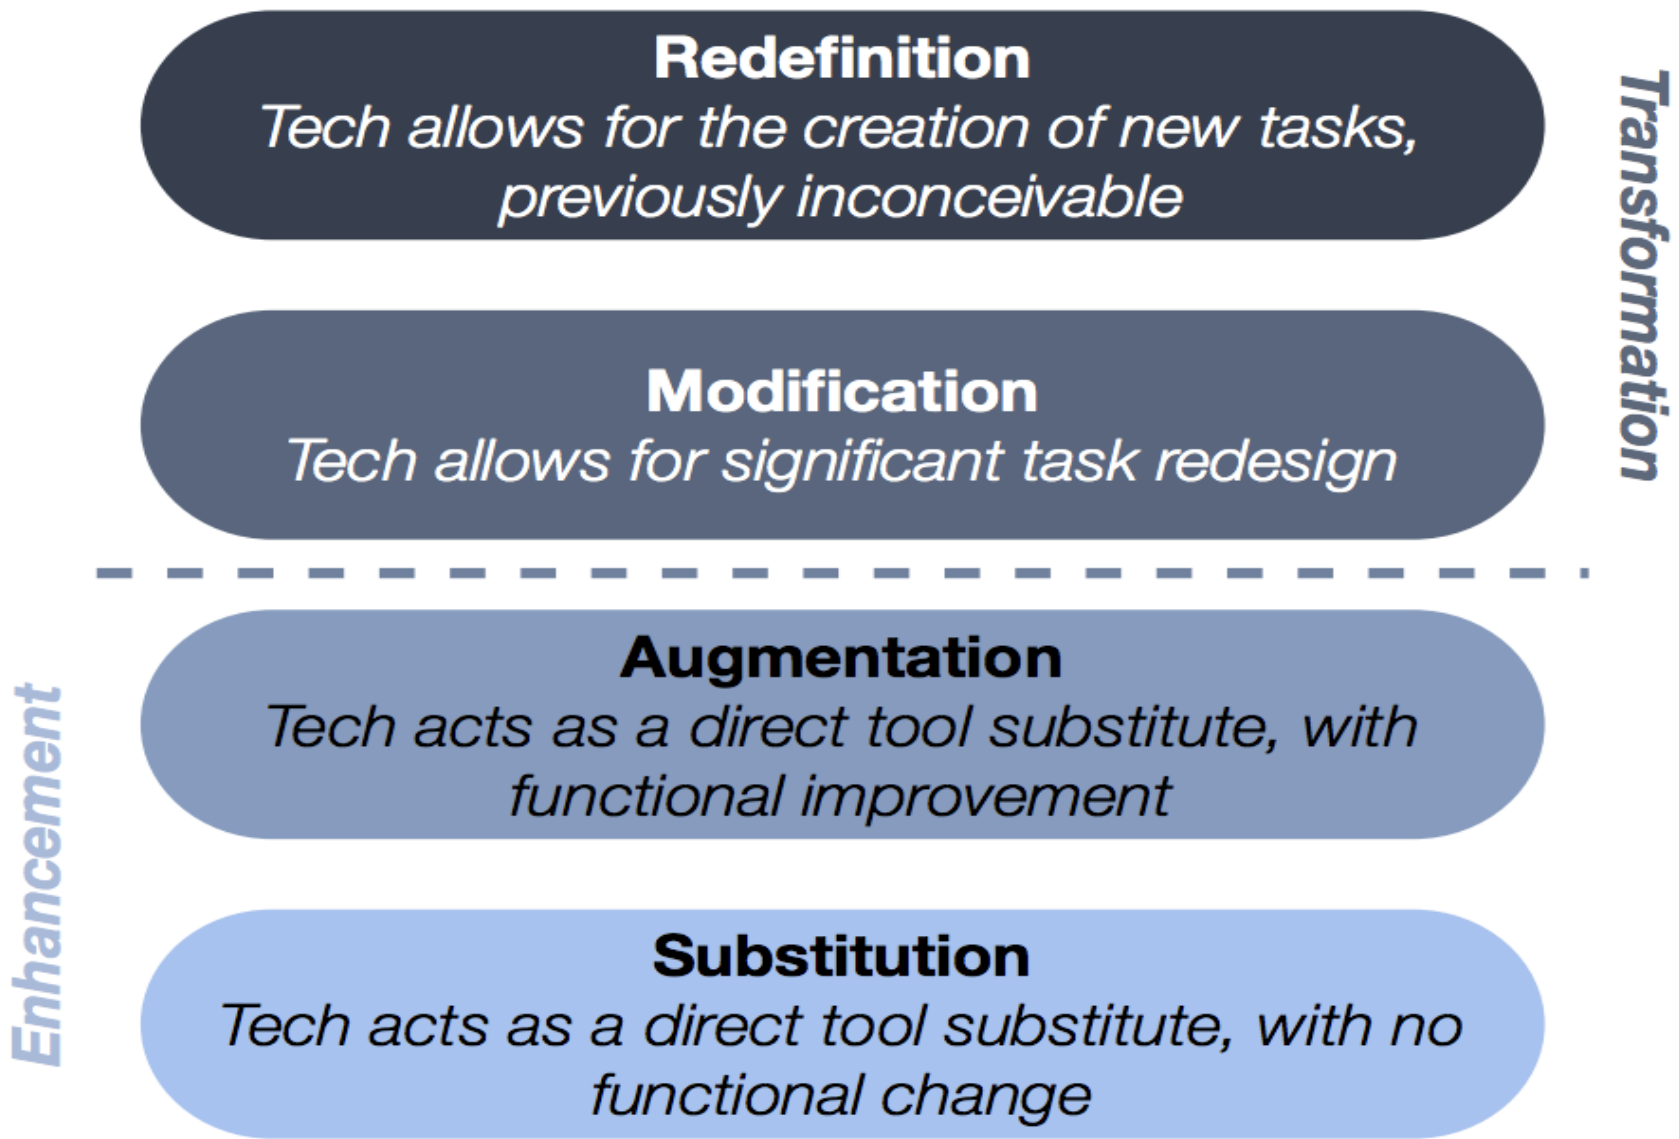 Redefinition
Tech allows for the creation of new tasks,
previously inconceivable
Transformation
Modification
Tech allows for significant task redesign
Augmentation
Tech acts as a direct tool substitute, with
functional improvement
Enhancement
Substitution
Tech acts as a direct tool substitute, with no
functional change